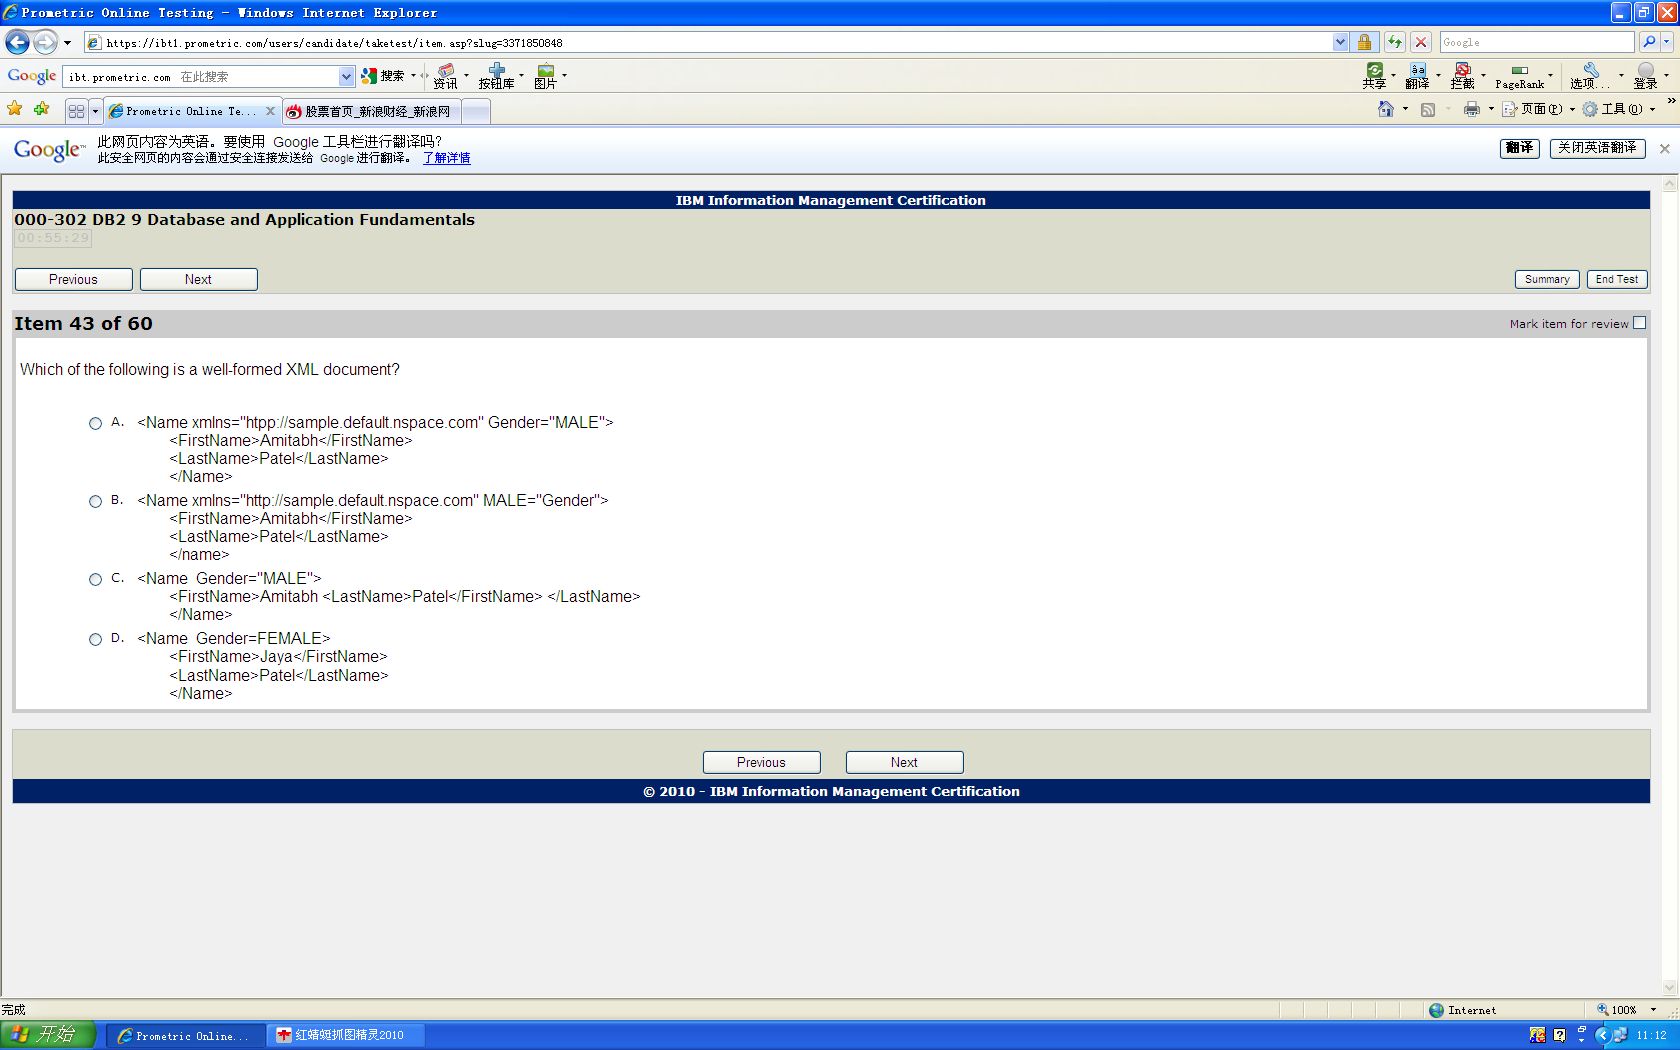 Prometric Online Testing - Windows Internet Explorer
https://ibt1.prometric.com/users/candidate/taketest/item.asp?slug=3371850848
Google
Google ibt.prometric.com 在此搜索 搜索 资讯 按钮库 图片 共享 翻译 拦截 PageRank 选项... 登录
Prometric Online Te... 股票首页_新浪财经_新浪网 页面(P) 工具(O) »
Google™
此网页内容为英语。要使用 Google 工具栏进行翻译吗?
此安全网页的内容会通过安全连接发送给 Google 进行翻译。 了解详情
翻译 关闭英语翻译
IBM Information Management Certification
000-302 DB2 9 Database and Application Fundamentals
00:55:29
Previous Next Summary End Test
Item 43 of 60 Mark item for review
Which of the following is a well-formed XML document?
A. <Name xmlns="htpp://sample.default.nspace.com" Gender="MALE">
<FirstName>Amitabh</FirstName>
<LastName>Patel</LastName>
</Name>
B. <Name xmlns="http://sample.default.nspace.com" MALE="Gender">
<FirstName>Amitabh</FirstName>
<LastName>Patel</LastName>
</name>
C. <Name Gender="MALE">
<FirstName>Amitabh <LastName>Patel</FirstName> </LastName>
</Name>
D. <Name Gender=FEMALE>
<FirstName>Jaya</FirstName>
<LastName>Patel</LastName>
</Name>
Previous Next
© 2010 - IBM Information Management Certification
完成 Internet 100%
开始 Prometric Online... 红蜻蜓抓图精灵2010 11:12